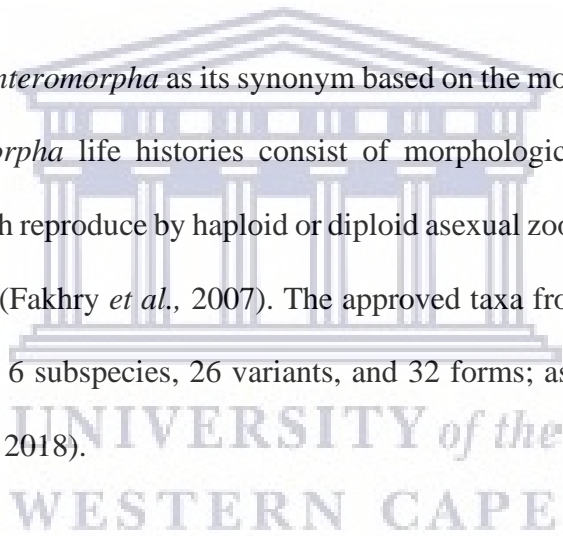 nteromorpha as its synonym based on the mo
orpha life histories consist of morphologic
h reproduce by haploid or diploid asexual zoo
(Fakhry et al., 2007). The approved taxa fro
6 subspecies, 26 variants, and 32 forms; as
UNIVERSITY of the
2018).
WESTERN CAPE